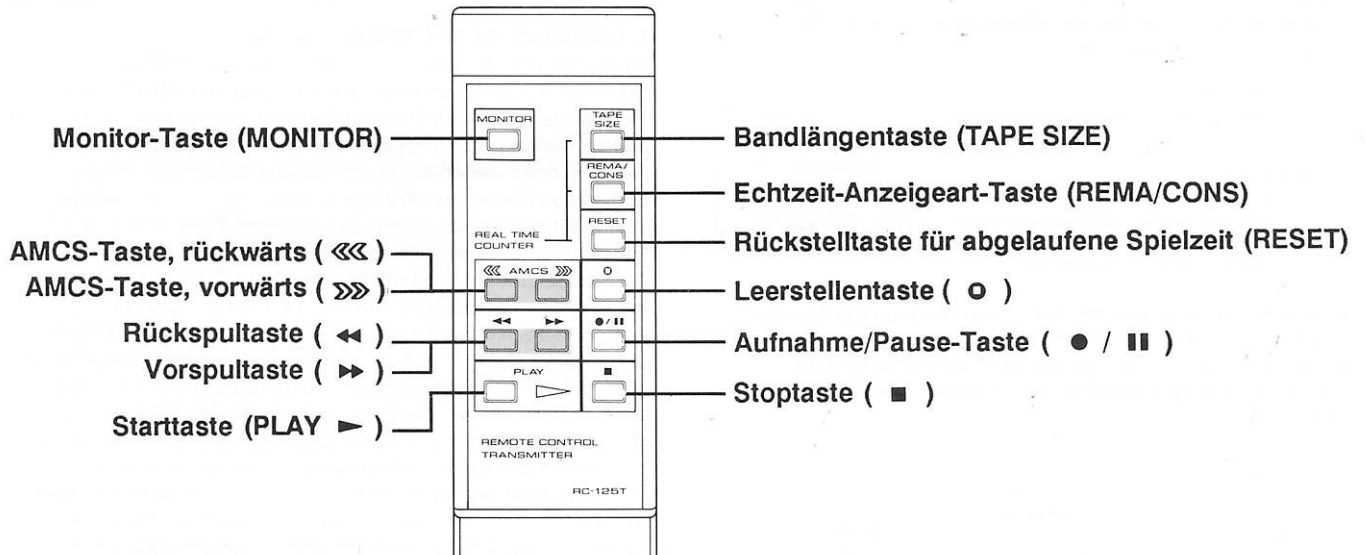 Monitor-Taste (MONITOR)
AMCS-Taste, rückwärts ( ⋘ )
AMCS-Taste, vorwärts ( ⋙ )
Rückspultaste ( ◀◀ )
Vorspultaste ( ▶▶ )
Starttaste (PLAY ► )
MONITOR
TAPE
SIZE
REMA/
CONS
RESET
REAL TIME
COUNTER
⋘ AMCS ⋙
O
◀◀ ▶▶
●/II
PLAY
■
REMOTE CONTROL
TRANSMITTER
RC-125T
Bandlängentaste (TAPE SIZE)
Echtzeit-Anzeigeart-Taste (REMA/CONS)
Rückstelltaste für abgelaufene Spielzeit (RESET)
Leerstellentaste ( O )
Aufnahme/Pause-Taste ( ● / II )
Stoptaste ( ■ )